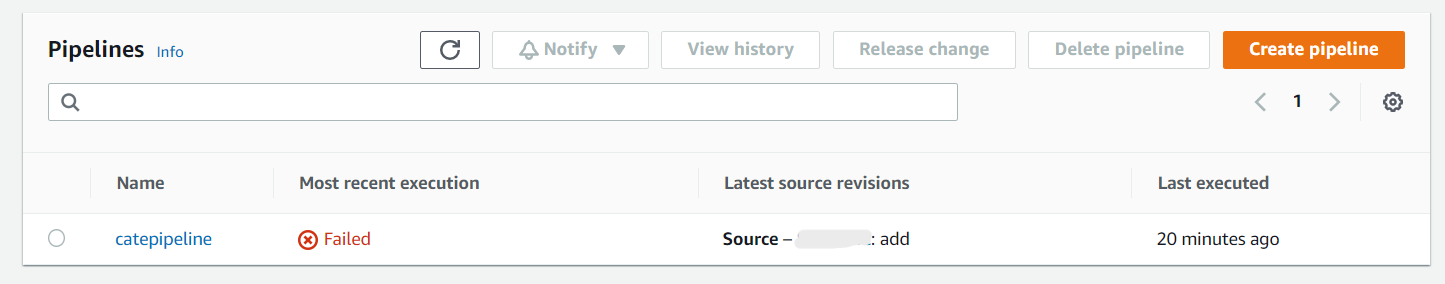 Pipelines Info
Notify
View history
Release change
Delete pipeline
Create pipeline
1
Name Most recent execution Latest source revisions Last executed
catepipeline Failed Source – : add 20 minutes ago